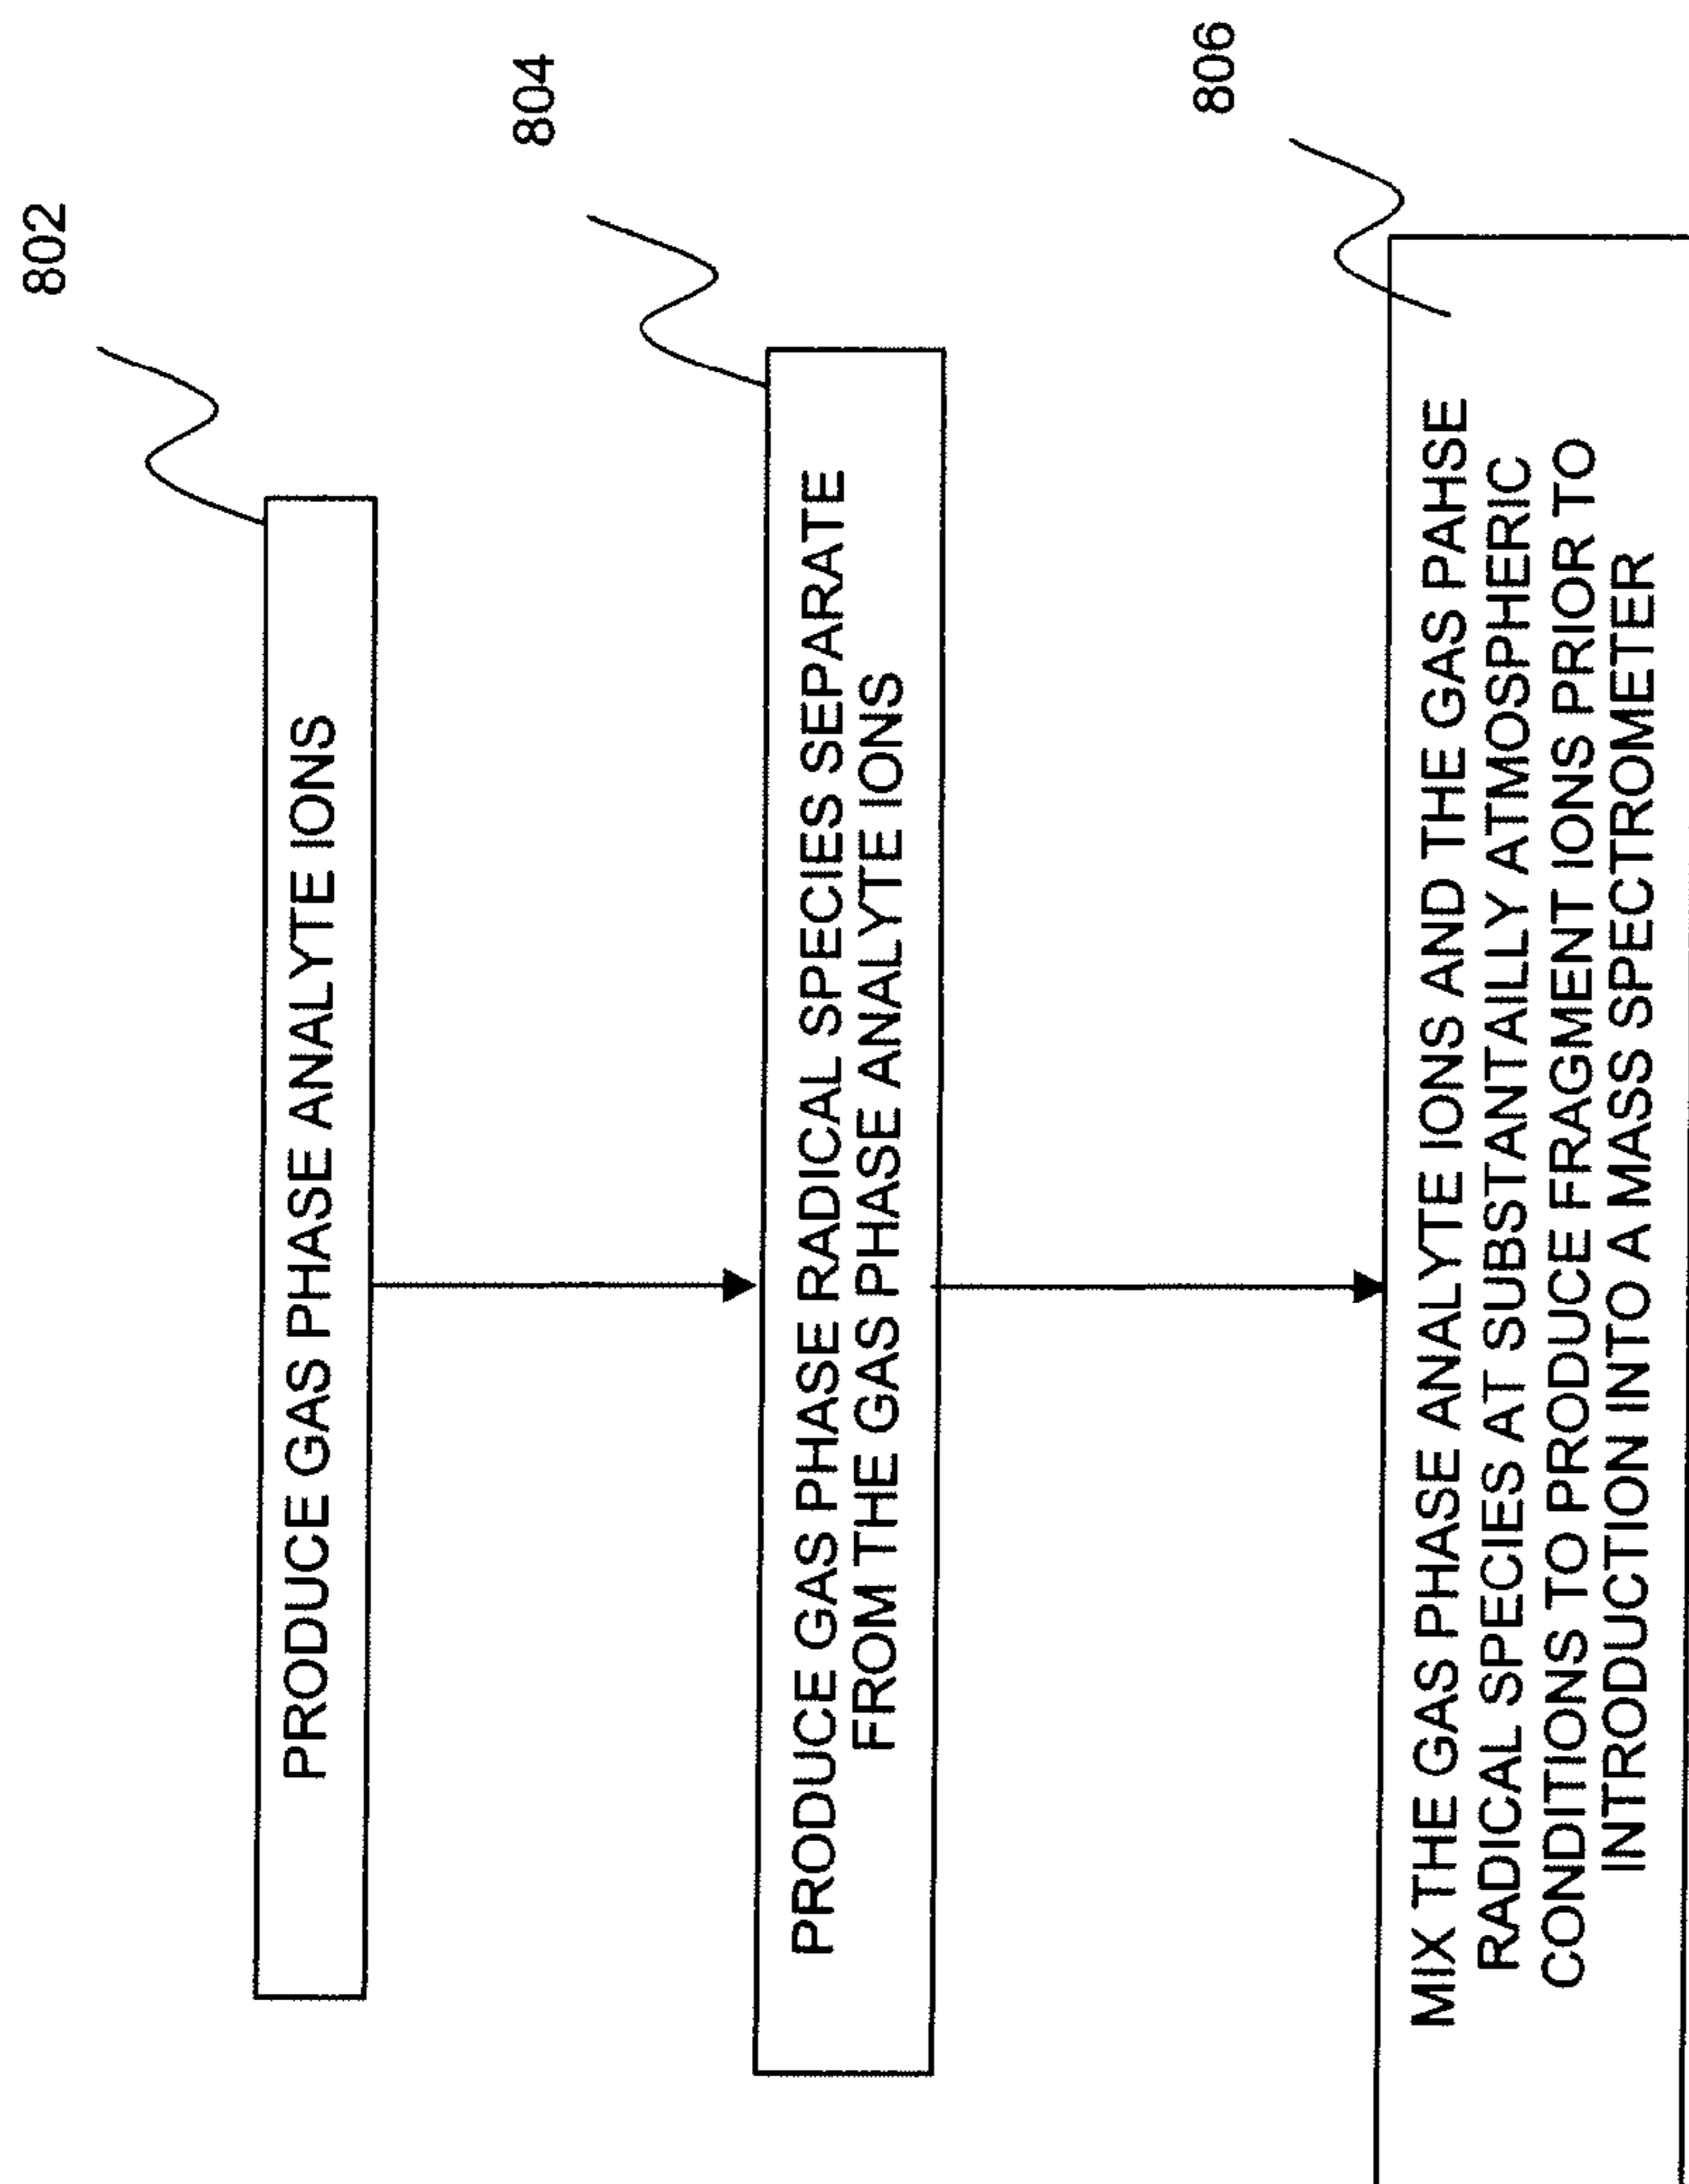 802
PRODUCE GAS PHASE ANALYTE IONS
804
PRODUCE GAS PHASE RADICAL SPECIES SEPARATE
FROM THE GAS PHASE ANALYTE IONS
806
MIX THE GAS PHASE ANALYTE IONS AND THE GAS PAHSE
RADICAL SPECIES AT SUBSTANTAILLY ATMOSPHERIC
CONDITIONS TO PRODUCE FRAGMENT IONS PRIOR TO
INTRODUCTION INTO A MASS SPECTROMETER